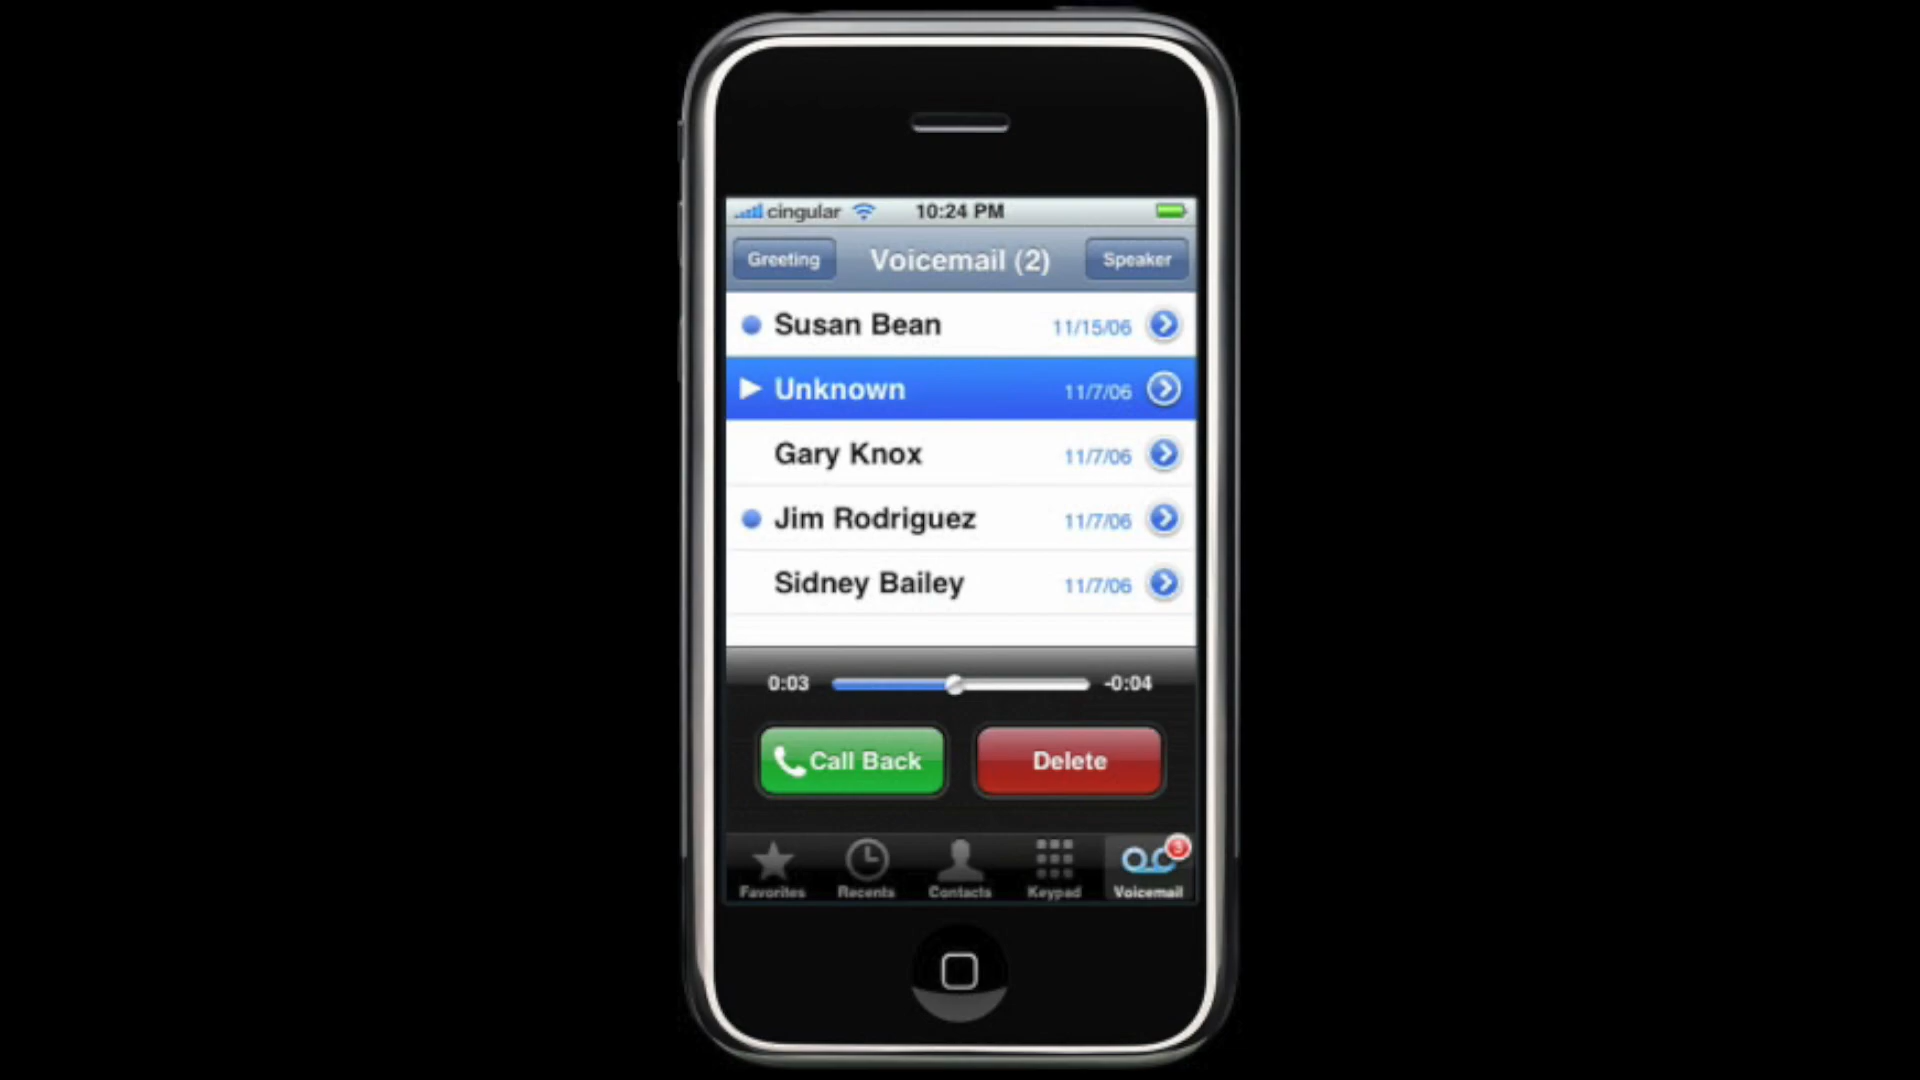 cingular 10:24 PM
Greeting Voicemail (2) Speaker
Susan Bean 11/15/06
Unknown 11/7/06
Gary Knox 11/7/06
Jim Rodriguez 11/7/06
Sidney Bailey 11/7/06
0:03 -0:04
Call Back Delete
3
Favorites Recents Contacts Keypad Voicemail